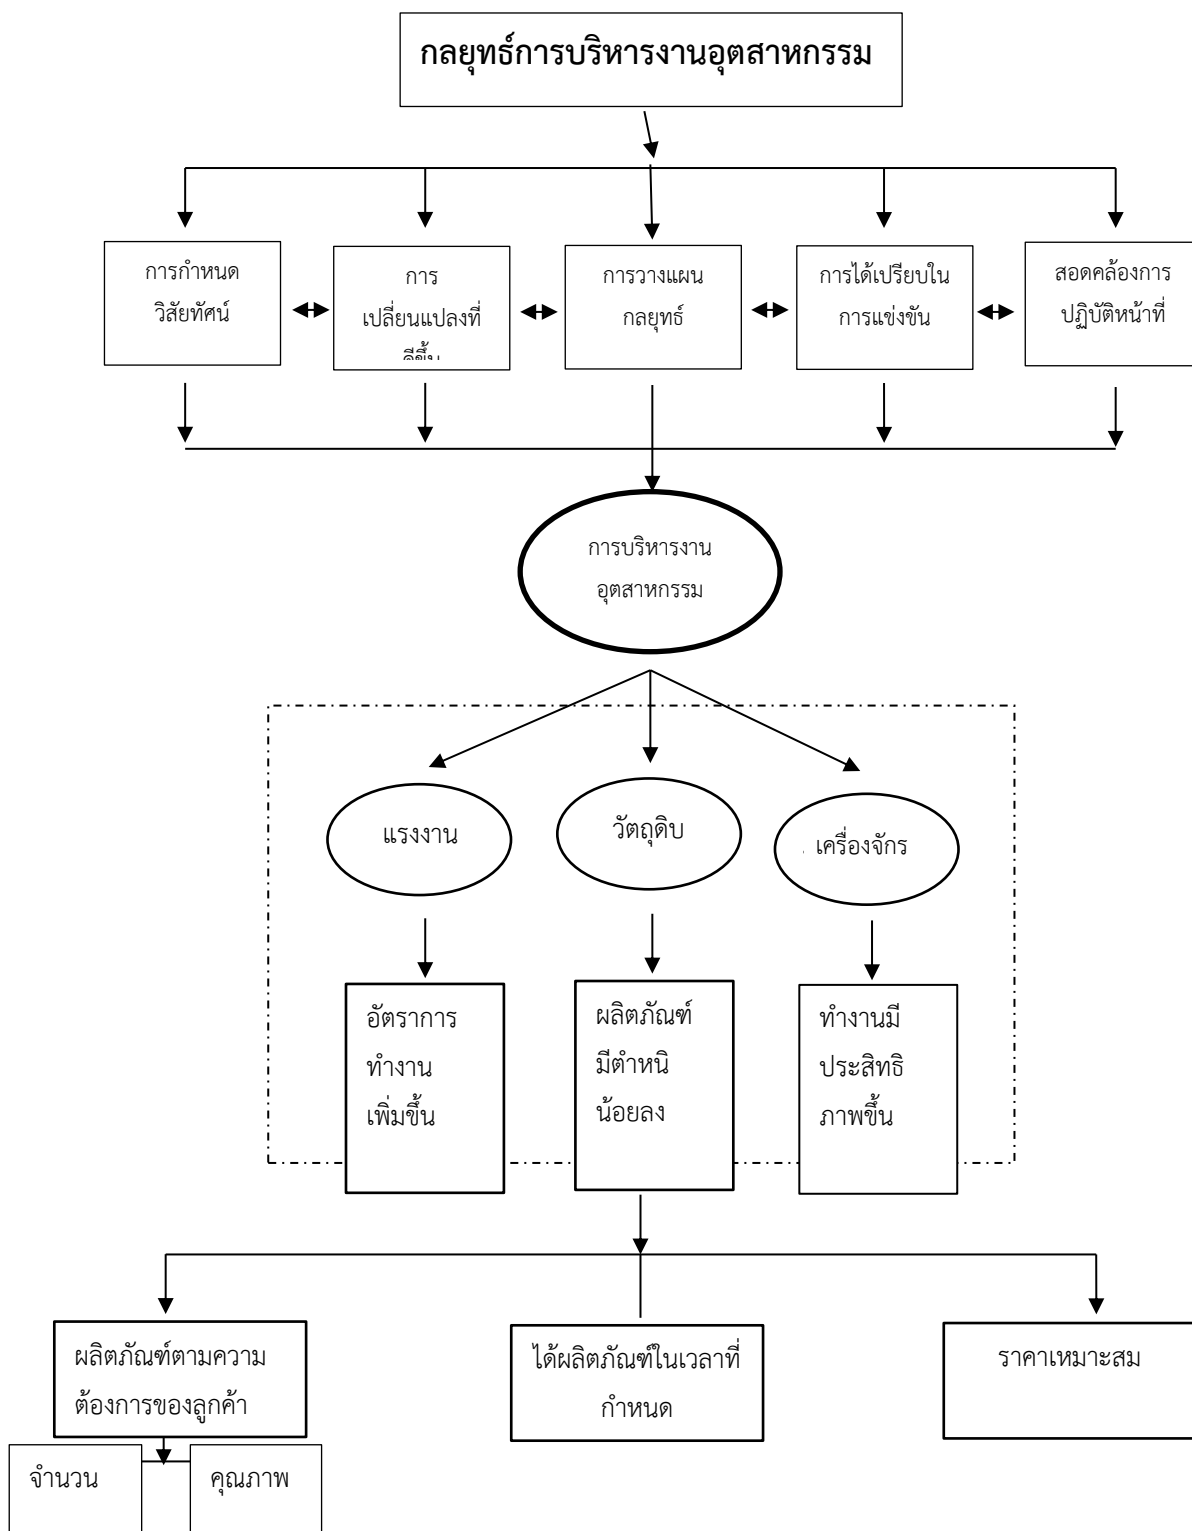 กลยุทธ์การบริหารงานอุตสาหกรรม
การกำหนด
วิสัยทัศน์
การ
เปลี่ยนแปลงที่
ดีขึ้น
การวางแผน
กลยุทธ์
การได้เปรียบใน
การแข่งขัน
สอดคล้องการ
ปฏิบัติหน้าที่
การบริหารงาน
อุตสาหกรรม
แรงงาน
วัตถุดิบ
เครื่องจักร
อัตราการ
ทำงาน
เพิ่มขึ้น
ผลิตภัณฑ์
มีตำหนิ
น้อยลง
ทำงานมี
ประสิทธิ
ภาพขึ้น
ผลิตภัณฑ์ตามความ
ต้องการของลูกค้า
ได้ผลิตภัณฑ์ในเวลาที่
กำหนด
ราคาเหมาะสม
จำนวน
คุณภาพ